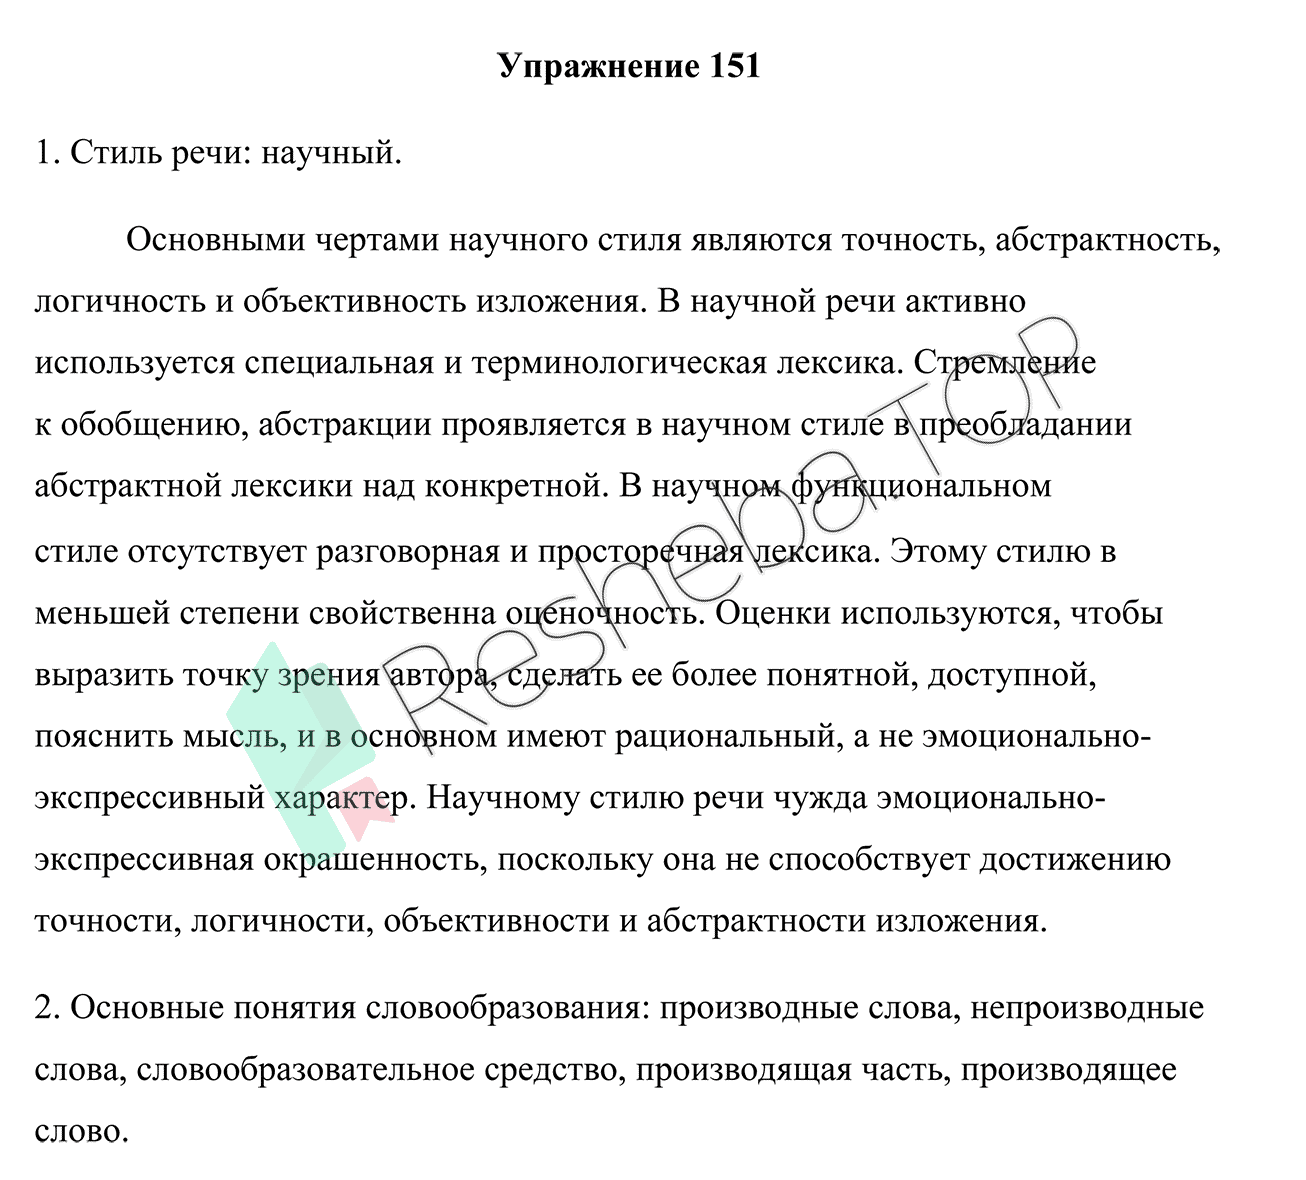 Упражнение 151
1. Стиль речи: научный.
Основными чертами научного стиля являются точность, абстрактность,
логичность и объективность изложения. В научной речи активно
используется специальная и терминологическая лексика. Стремление
к обобщению, абстракции проявляется в научном стиле в преобладании
абстрактной лексики над конкретной. В научном функциональном
стиле отсутствует разговорная и просторечная лексика. Этому стилю в
меньшей степени свойственна оценочность. Оценки используются, чтобы
выразить точку зрения автора, сделать ее более понятной, доступной,
пояснить мысль, и в основном имеют рациональный, а не эмоционально-
экспрессивный характер. Научному стилю речи чужда эмоционально-
экспрессивная окрашенность, поскольку она не способствует достижению
точности, логичности, объективности и абстрактности изложения.
2. Основные понятия словообразования: производные слова, непроизводные
слова, словообразовательное средство, производящая часть, производящее
слово.
Resheba.TOP